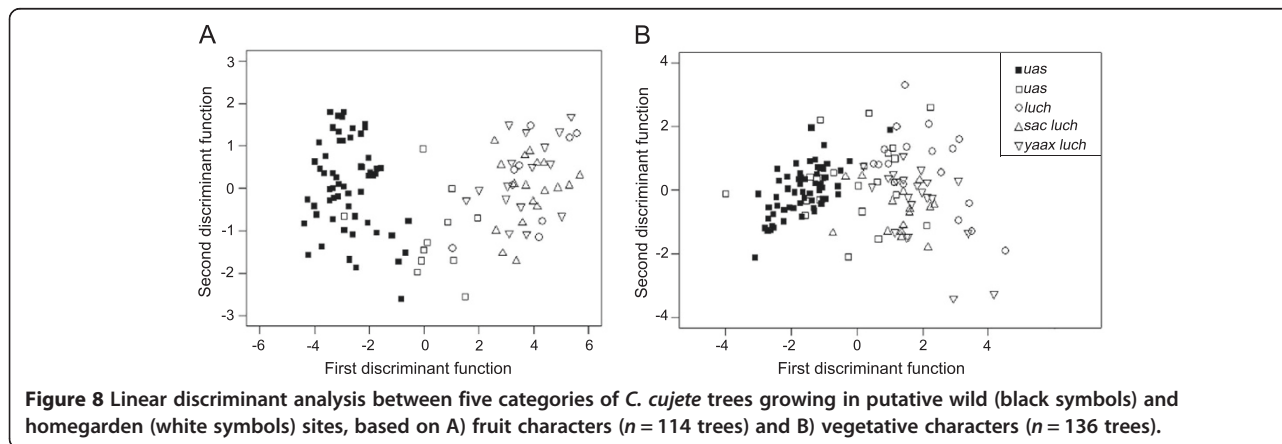 A
B
Second discriminant function
3
2
1
0
-1
-2
-3
-6
-4
-2
0
2
4
6
First discriminant function
Second discriminant function
4
2
0
-2
-4
-4
-2
0
2
4
First discriminant function
uas
uas
luch
sac luch
yaax luch
Figure 8 Linear discriminant analysis between five categories of C. cujete trees growing in putative wild (black symbols) and
homegarden (white symbols) sites, based on A) fruit characters (n = 114 trees) and B) vegetative characters (n = 136 trees).